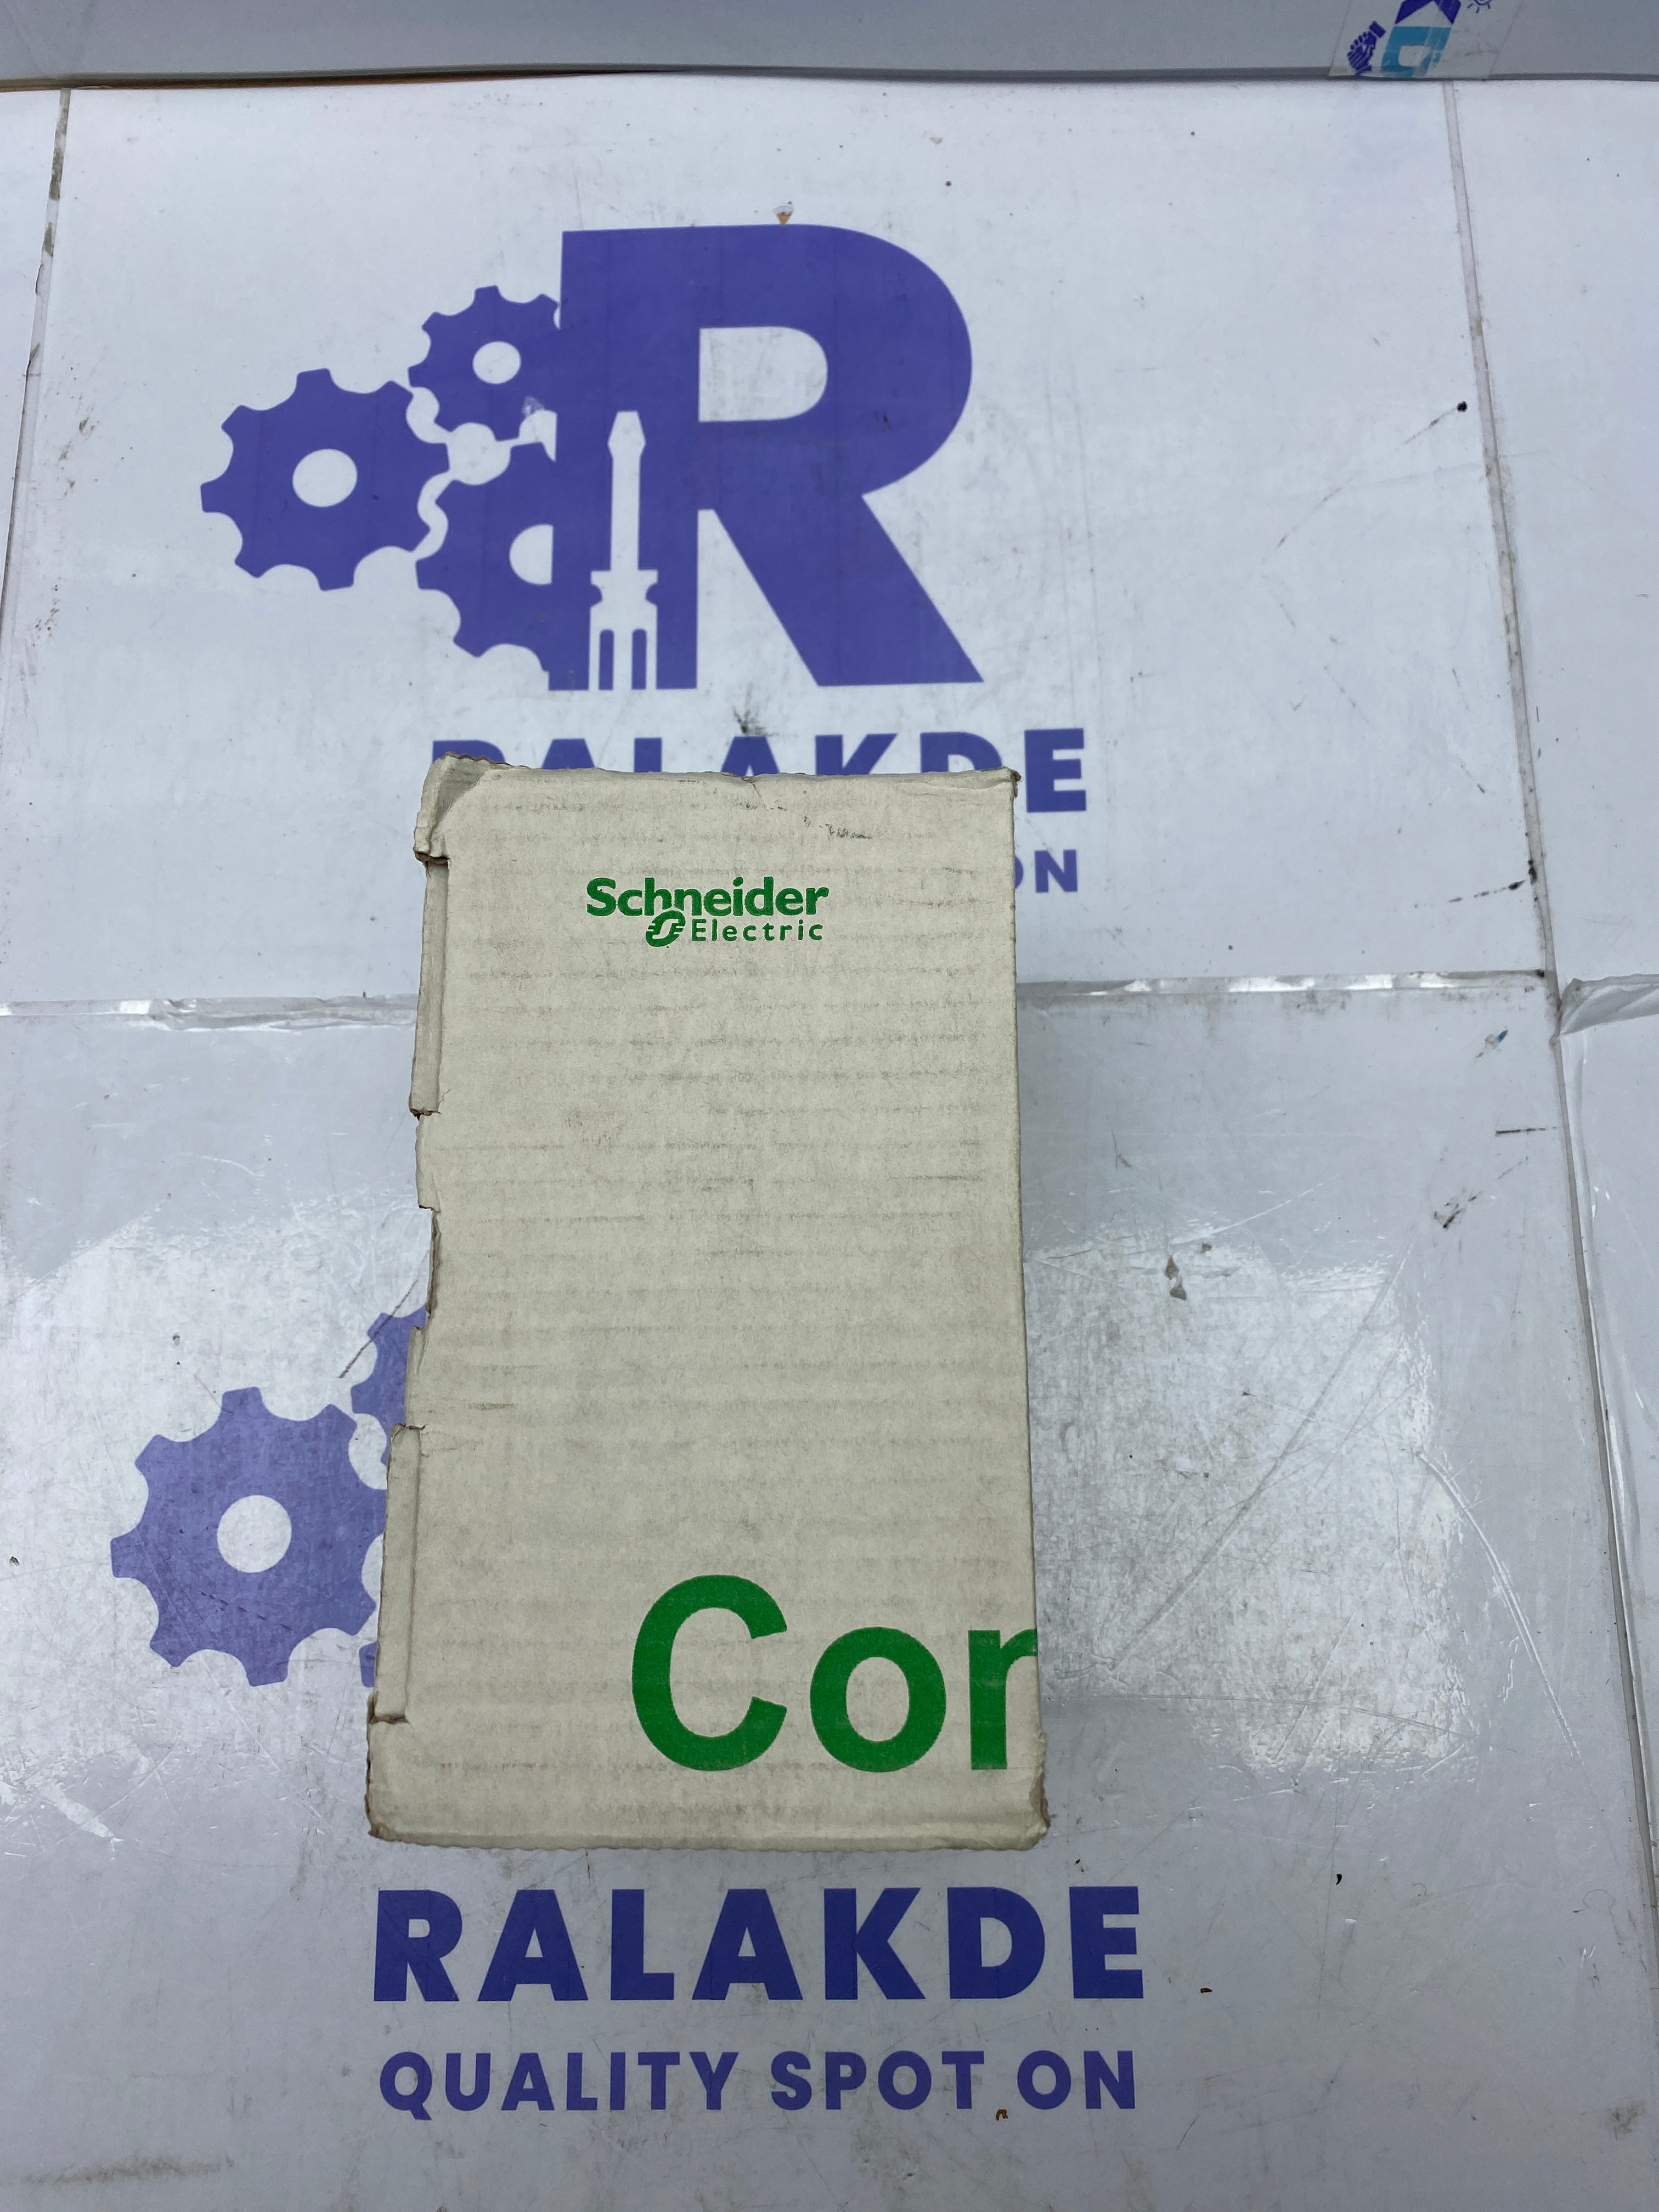 R
RALAKDE
ON
Schneider
Electric
Cor
RALAKDE
QUALITY SPOT ON